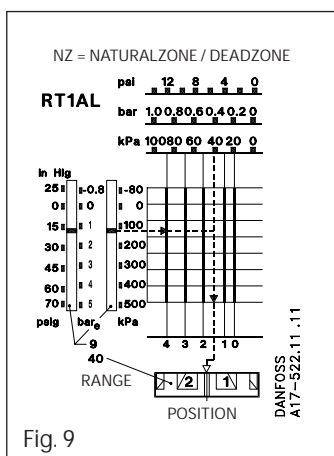 NZ = NATURALZONE / DEADZONE
psi 12 8 4 0
RT1AL
bar 1.0 0.8 0.6 0.4 0.2 0
kPa 100 80 60 40 20 0
in Hg
25 -0.8 -80
0 0 0
15 1 100
30 2 200
45 3 300
60 4 400
70 5 500
psig bare kPa
4 3 2 1 0
9
40
RANGE
2 1
POSITION
DANFOSS
A17-522.11.11
Fig. 9